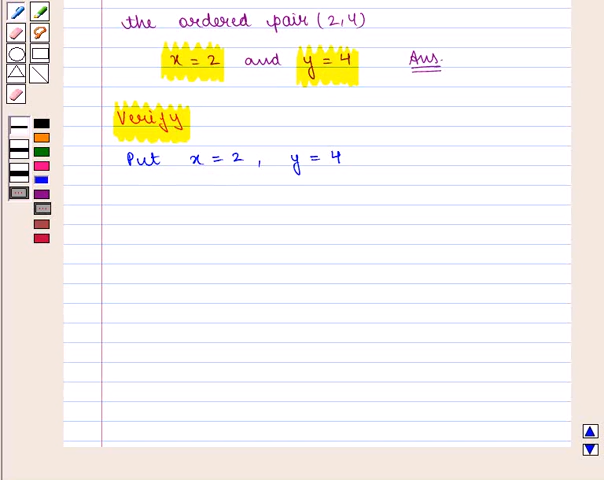 the ordered pair (2,4)
x = 2 and y = 4 Ans.
Verify
Put x = 2 , y = 4